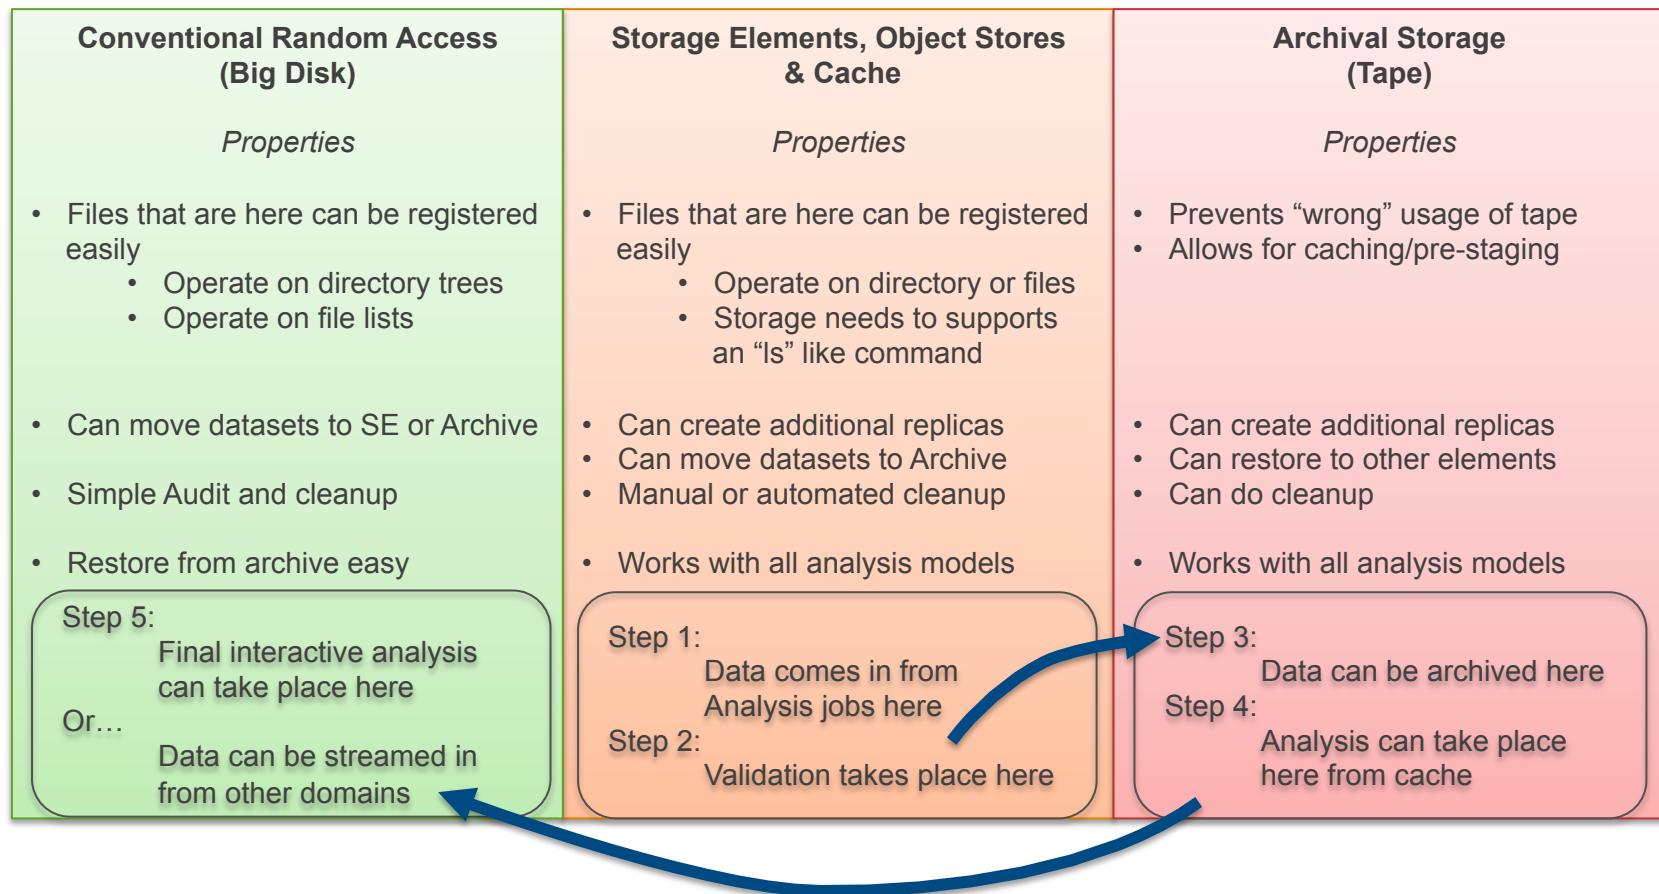 Conventional Random Access
(Big Disk)
Properties
• Files that are here can be registered
easily
• Operate on directory trees
• Operate on file lists
• Can move datasets to SE or Archive
• Simple Audit and cleanup
• Restore from archive easy
Step 5:
Final interactive analysis
can take place here
Or…
Data can be streamed in
from other domains
Storage Elements, Object Stores
& Cache
Properties
• Files that are here can be registered
easily
• Operate on directory or files
• Storage needs to supports
an “ls” like command
• Can create additional replicas
• Can move datasets to Archive
• Manual or automated cleanup
• Works with all analysis models
Step 1:
Data comes in from
Analysis jobs here
Step 2:
Validation takes place here
Archival Storage
(Tape)
Properties
• Prevents “wrong” usage of tape
• Allows for caching/pre-staging
• Can create additional replicas
• Can restore to other elements
• Can do cleanup
• Works with all analysis models
Step 3:
Data can be archived here
Step 4:
Analysis can take place
here from cache